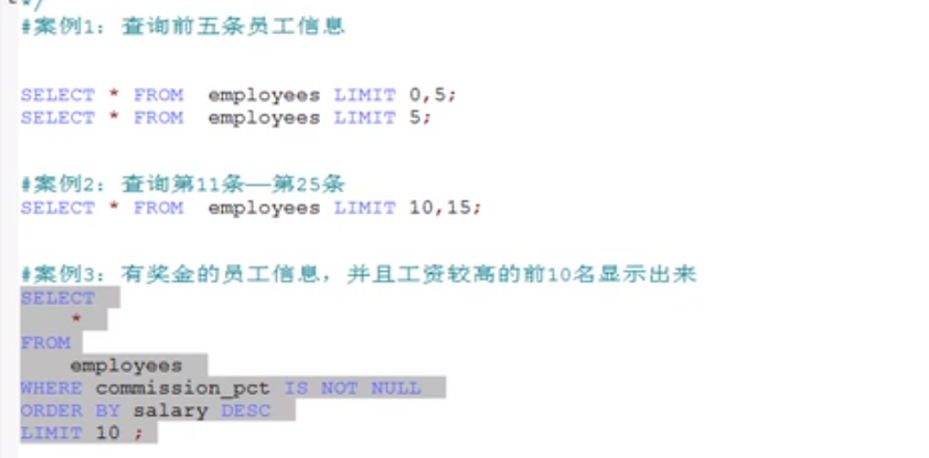 */
#案例1：查询前五条员工信息
SELECT * FROM  employees LIMIT 0,5;
SELECT * FROM  employees LIMIT 5;
#案例2：查询第11条——第25条
SELECT * FROM  employees LIMIT 10,15;
#案例3：有奖金的员工信息，并且工资较高的前10名显示出来
SELECT
    *
FROM
    employees
WHERE commission_pct IS NOT NULL
ORDER BY salary DESC
LIMIT 10 ;